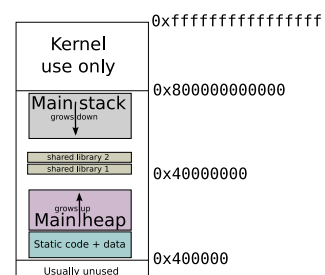 0xffffffffffffffff
Kernel
use only
0x800000000000
Main stack
grows down
shared library 2
shared library 1
0x40000000
grows up
Main heap
Static code + data
0x400000
Usually unused